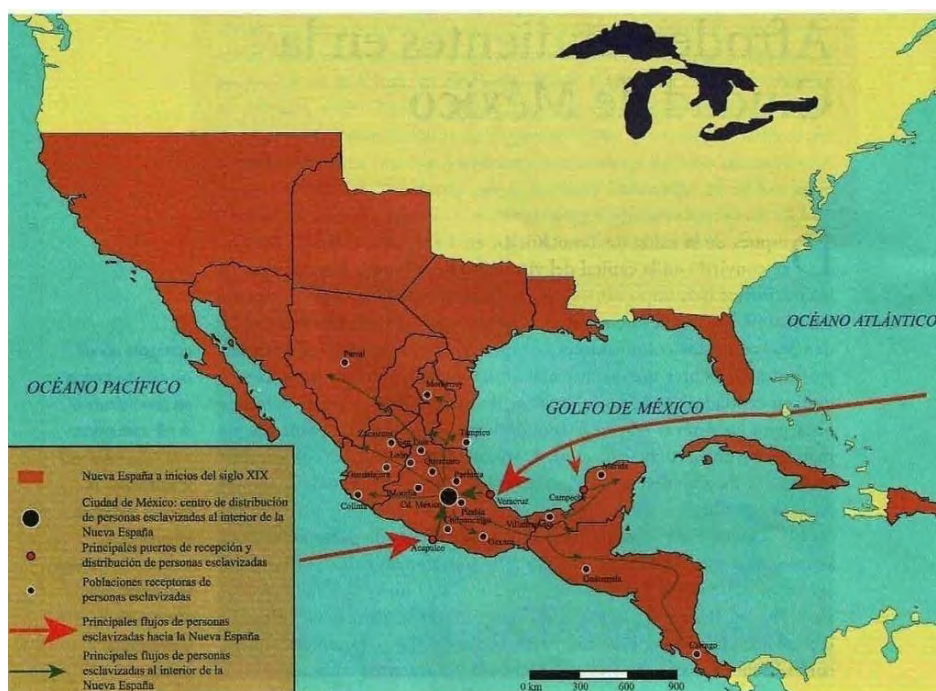 OCÉANO ATLÁNTICO
OCÉANO PACÍFICO
GOLFO DE MÉXICO
Parral
Monterrey
Zacatecas
San Luis
Tampico
León
Querétaro
Guadalajara
Pachuca
Mérida
Morelia
Cd. México
Veracruz
Campeche
Colima
Puebla
Chilpancingo
Acapulco
Oaxaca
Guatemala
Cartago
Nueva España a inicios del siglo XIX
Ciudad de México: centro de distribución
de personas esclavizadas al interior de la
Nueva España
Principales puertos de recepción y
distribución de personas esclavizadas
Poblaciones receptoras de
personas esclavizadas
Principales flujos de personas
esclavizadas hacia la Nueva España
Principales flujos de personas
esclavizadas al interior de la
Nueva España
0 km 300 600 900